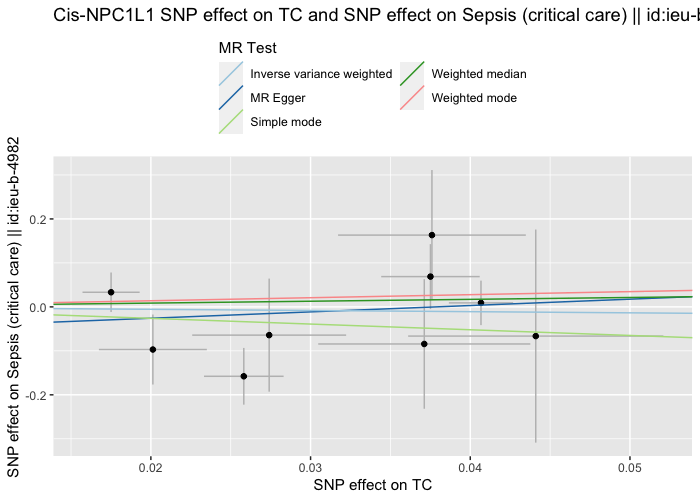 Cis-NPC1L1 SNP effect on TC and SNP effect on Sepsis (critical care) || id:ieu-b
MR Test
Inverse variance weighted
Weighted median
MR Egger
Weighted mode
Simple mode
SNP effect on Sepsis (critical care) || id:ieu-b-4982
0.2
0.0
-0.2
0.02
0.03
0.04
0.05
SNP effect on TC